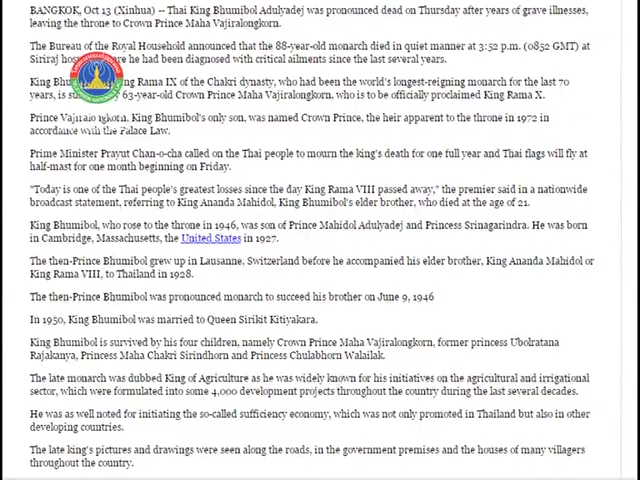 BANGKOK, Oct 13 (Xinhua) -- Thai King Bhumibol Adulyadej was pronounced dead on Thursday after years of grave illnesses,
leaving the throne to Crown Prince Maha Vajiralongkorn.
The Bureau of the Royal Household announced that the 88-year-old monarch died in quiet manner at 3:52 p.m. (0852 GMT) at
Siriraj he had been diagnosed with critical ailments since the last several years.
King Rama IX of the Chakri dynasty, who had been the world's longest-reigning monarch for the last 70
years, is 63-year-old Crown Prince Maha Vajiralongkorn, who is to be officially proclaimed King Rama X.
Prince King Bhumibol's only son, was named Crown Prince, the heir apparent to the throne in 1972 in
accordance with the Palace Law.
Prime Minister Prayut Chan-o-cha called on the Thai people to mourn the king's death for one full year and Thai flags will fly at
half-mast for one month beginning on Friday.
"Today is one of the Thai people's greatest losses since the day King Rama VIII passed away," the premier said in a nationwide
broadcast statement, referring to King Ananda Mahidol, King Bhumibol's elder brother, who died at the age of 21.
King Bhumibol, who rose to the throne in 1946, was son of Prince Mahidol Adulyadej and Princess Srinagarindra. He was born
in Cambridge, Massachusetts, the United States in 1927.
The then-Prince Bhumibol grew up in Lausanne, Switzerland before he accompanied his elder brother, King Ananda Mahidol or
King Rama VIII, to Thailand in 1928.
The then-Prince Bhumibol was pronounced monarch to succeed his brother on June 9, 1946
In 1950, King Bhumibol was married to Queen Sirikit Kitiyakara.
King Bhumibol is survived by his four children, namely Crown Prince Maha Vajiralongkorn, former princess Ubolratana
Rajakanya, Princess Maha Chakri Sirindhorn and Princess Chulabhorn Walailak.
The late monarch was dubbed King of Agriculture as he was widely known for his initiatives on the agricultural and irrigational
sector, which were formulated into some 4,000 development projects throughout the country during the last several decades.
He was as well noted for initiating the so-called sufficiency economy, which was not only promoted in Thailand but also in other
developing countries.
The late king's pictures and drawings were seen along the roads, in the government premises and the houses of many villagers
throughout the country.